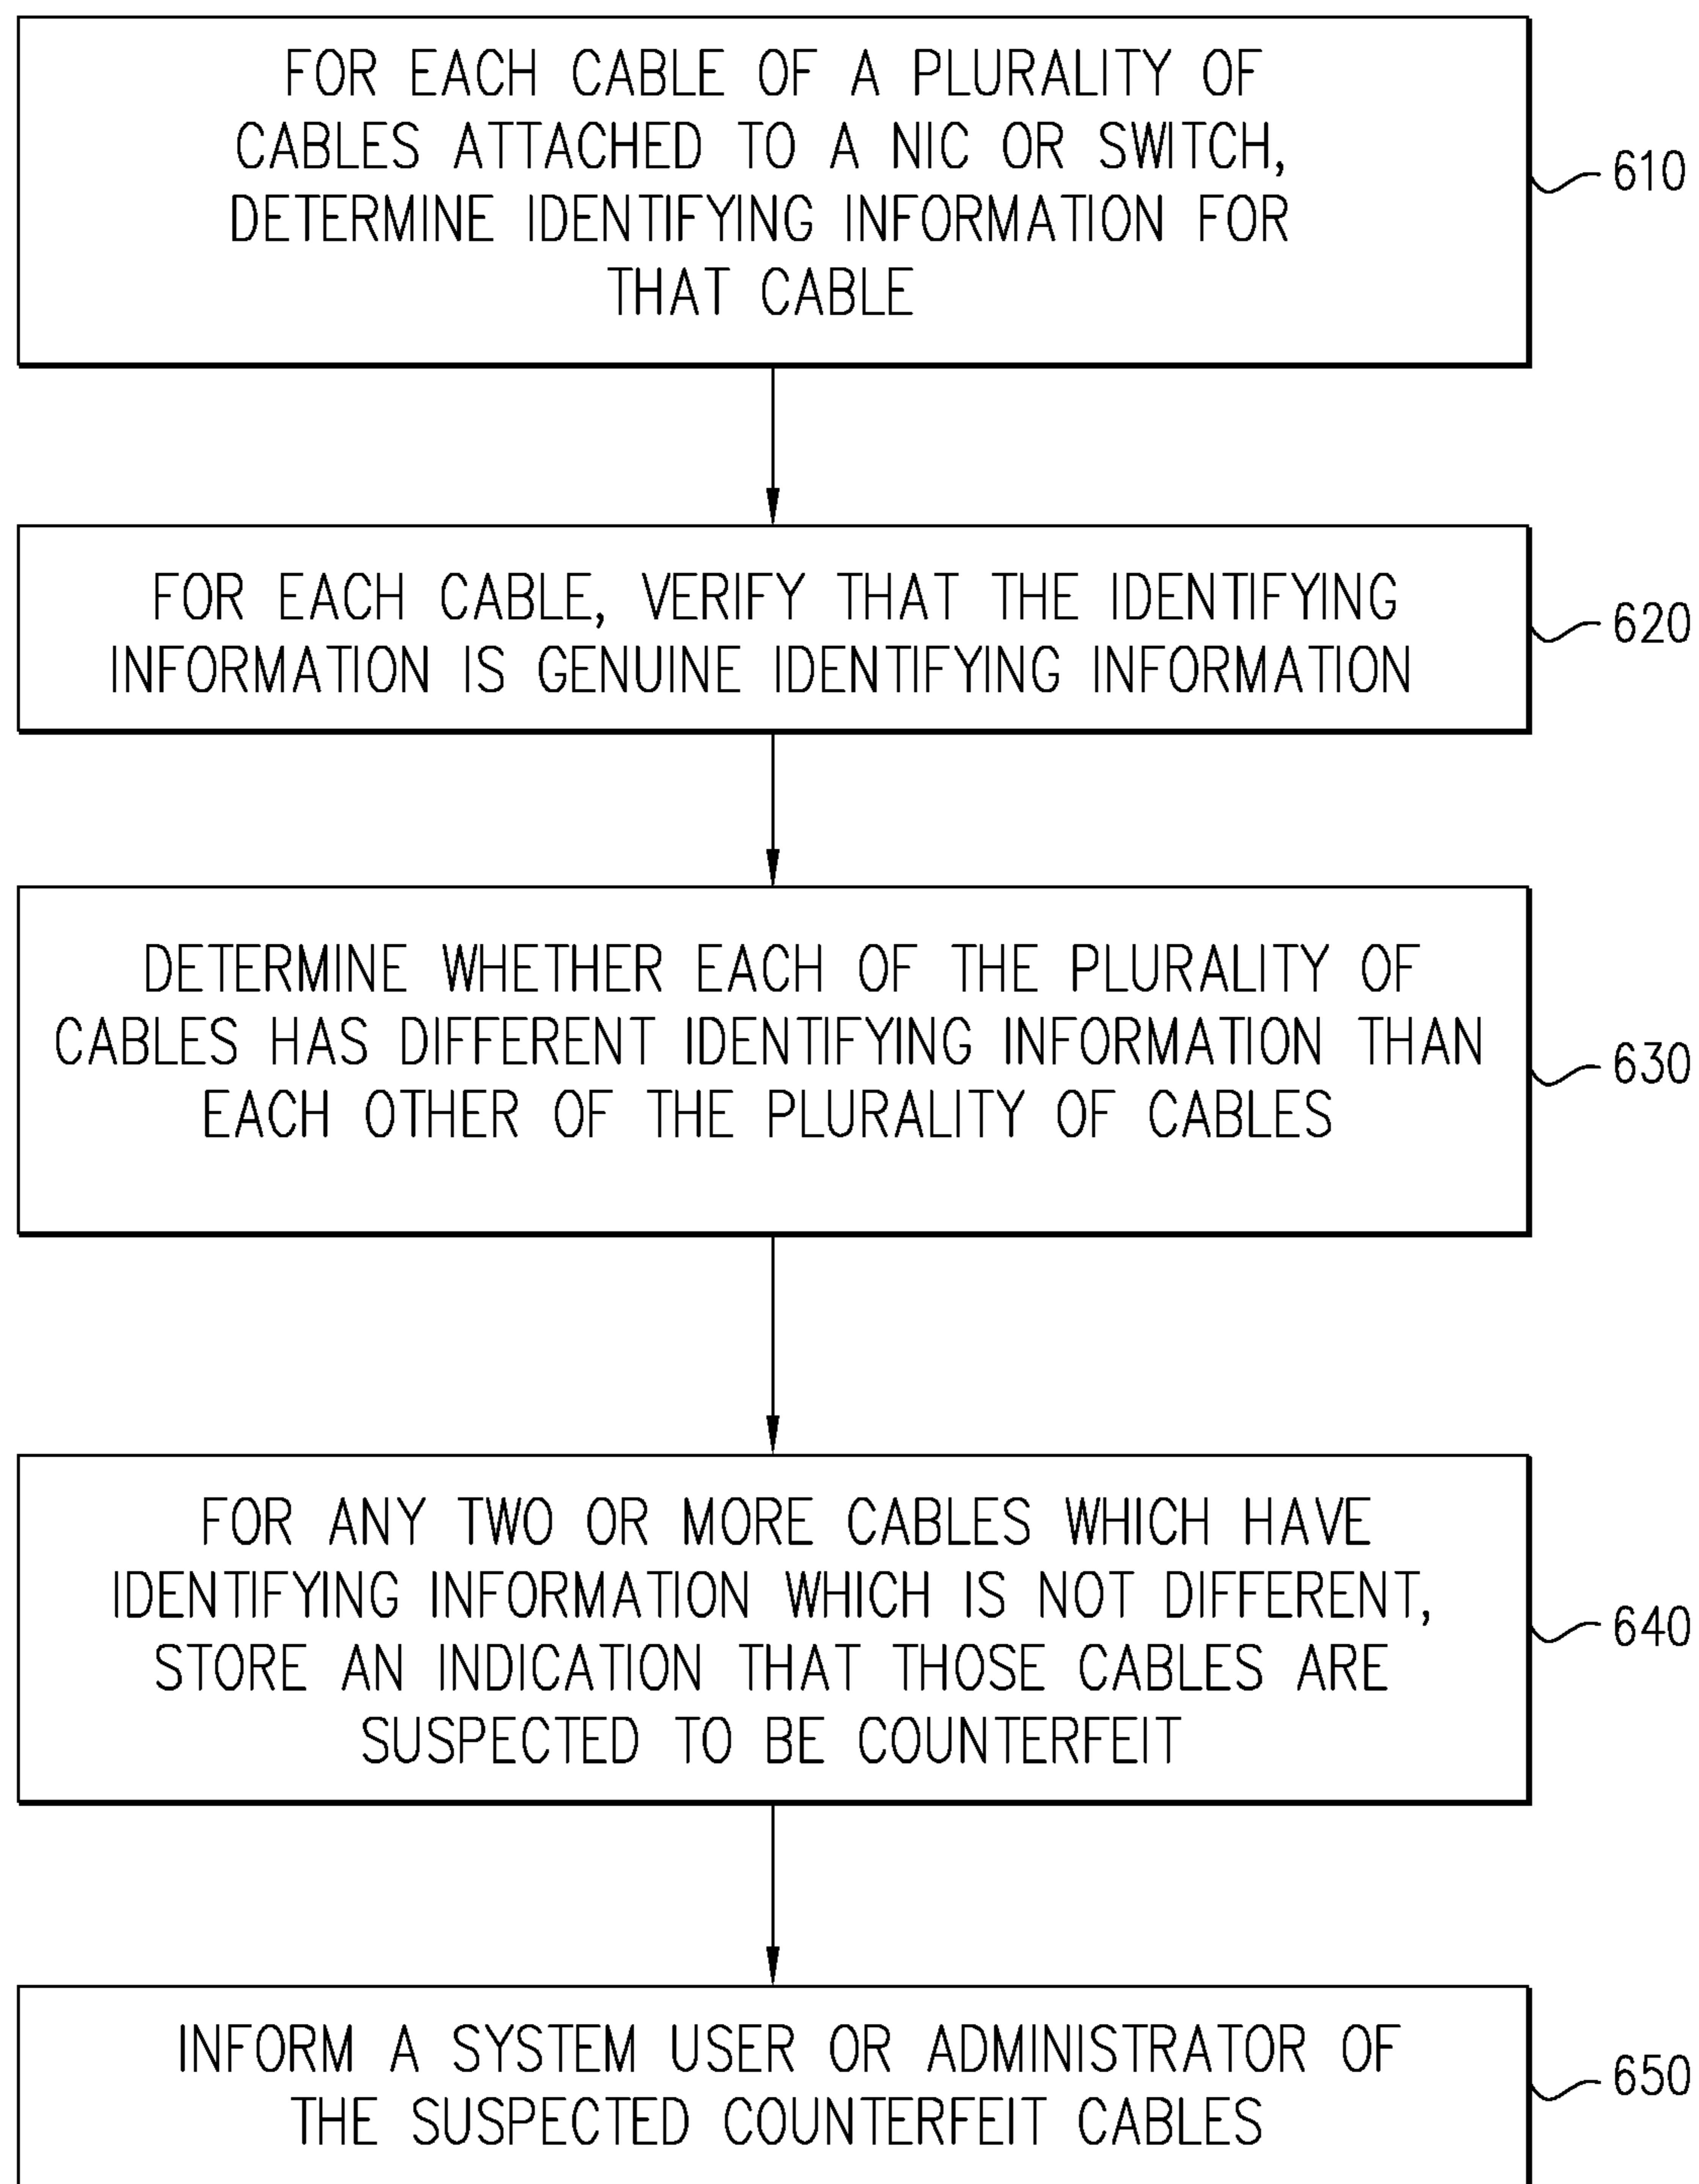 FOR EACH CABLE OF A PLURALITY OF
CABLES ATTACHED TO A NIC OR SWITCH,
DETERMINE IDENTIFYING INFORMATION FOR
THAT CABLE
610
FOR EACH CABLE, VERIFY THAT THE IDENTIFYING
INFORMATION IS GENUINE IDENTIFYING INFORMATION
620
DETERMINE WHETHER EACH OF THE PLURALITY OF
CABLES HAS DIFFERENT IDENTIFYING INFORMATION THAN
EACH OTHER OF THE PLURALITY OF CABLES
630
FOR ANY TWO OR MORE CABLES WHICH HAVE
IDENTIFYING INFORMATION WHICH IS NOT DIFFERENT,
STORE AN INDICATION THAT THOSE CABLES ARE
SUSPECTED TO BE COUNTERFEIT
640
INFORM A SYSTEM USER OR ADMINISTRATOR OF
THE SUSPECTED COUNTERFEIT CABLES
650